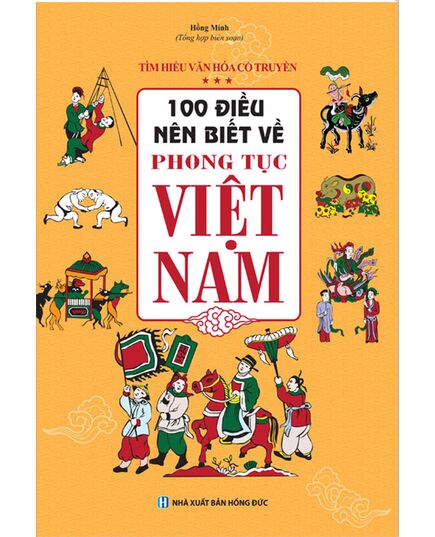 Hồng Minh
(Tổng hợp biên soạn)
TÌM HIỂU VĂN HÓA CỔ TRUYỀN
100 ĐIỀU
NÊN BIẾT VỀ
PHONG TỤC
VIỆT
NAM
NHÀ XUẤT BẢN HỒNG ĐỨC